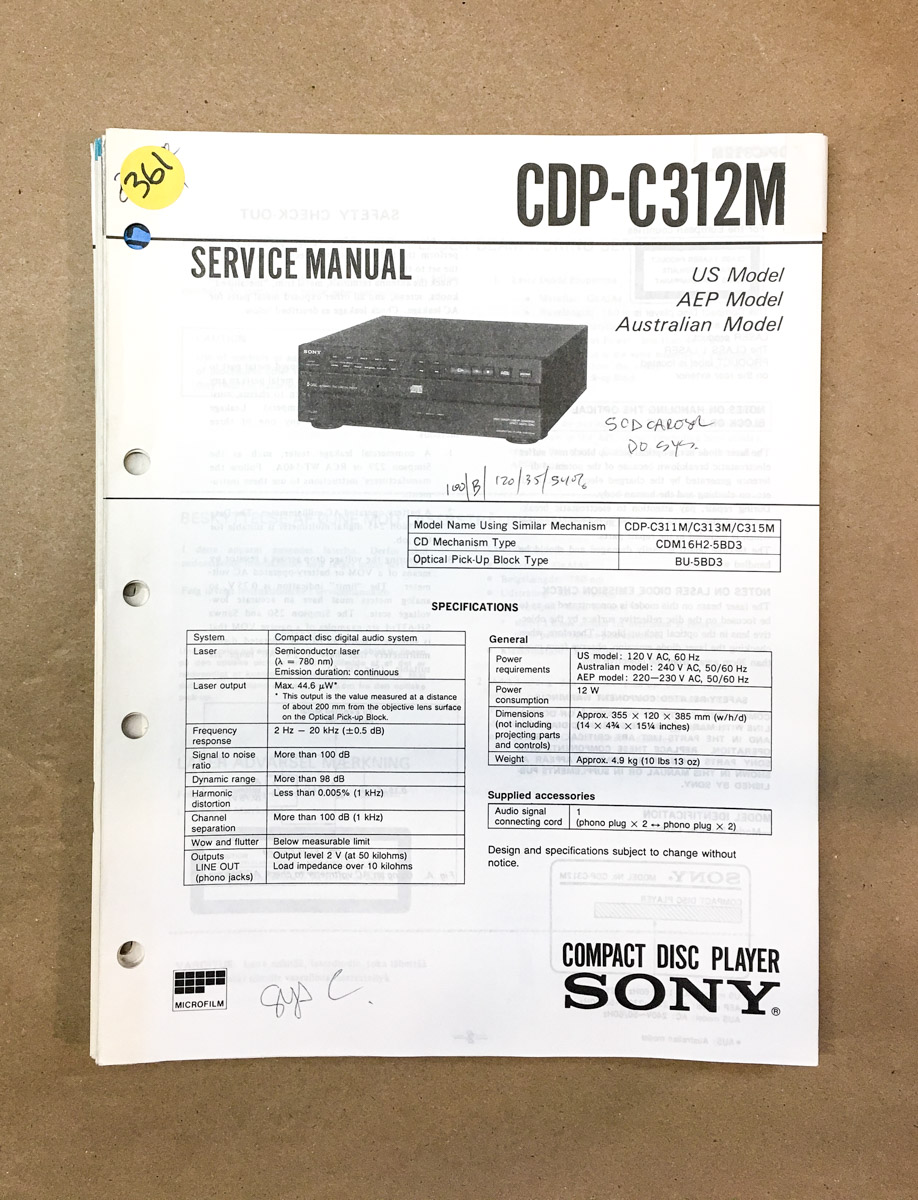 361
CDP-C312M
SERVICE MANUAL
US Model
AEP Model
Australian Model
SONY
5CD CAROSL
DO SYS.
100/B/ 120/35/540%
Model Name Using Similar Mechanism CDP-C311M/C313M/C315M
CD Mechanism Type CDM16H2-5BD3
Optical Pick-Up Block Type BU-5BD3
SPECIFICATIONS
System Compact disc digital audio system
Laser Semiconductor laser
(λ = 780 nm)
Emission duration: continuous
Laser output Max. 44.6 μW*
* This output is the value measured at a distance
of about 200 mm from the objective lens surface
on the Optical Pick-up Block.
Frequency response 2 Hz – 20 kHz (±0.5 dB)
Signal to noise ratio More than 100 dB
Dynamic range More than 98 dB
Harmonic distortion Less than 0.005% (1 kHz)
Channel separation More than 100 dB (1 kHz)
Wow and flutter Below measurable limit
Outputs
LINE OUT
(phono jacks)
Output level 2 V (at 50 kilohms)
Load impedance over 10 kilohms
General
Power requirements
US model: 120 V AC, 60 Hz
Australian model: 240 V AC, 50/60 Hz
AEP model: 220—230 V AC, 50/60 Hz
Power consumption 12 W
Dimensions
(not including
projecting parts
and controls)
Approx. 355 × 120 × 385 mm (w/h/d)
(14 × 4¾ × 15¼ inches)
Weight Approx. 4.9 kg (10 lbs 13 oz)
Supplied accessories
Audio signal
connecting cord
1
(phono plug × 2 ↔ phono plug × 2)
Design and specifications subject to change without
notice.
MICROFILM
COMPACT DISC PLAYER
SONY®